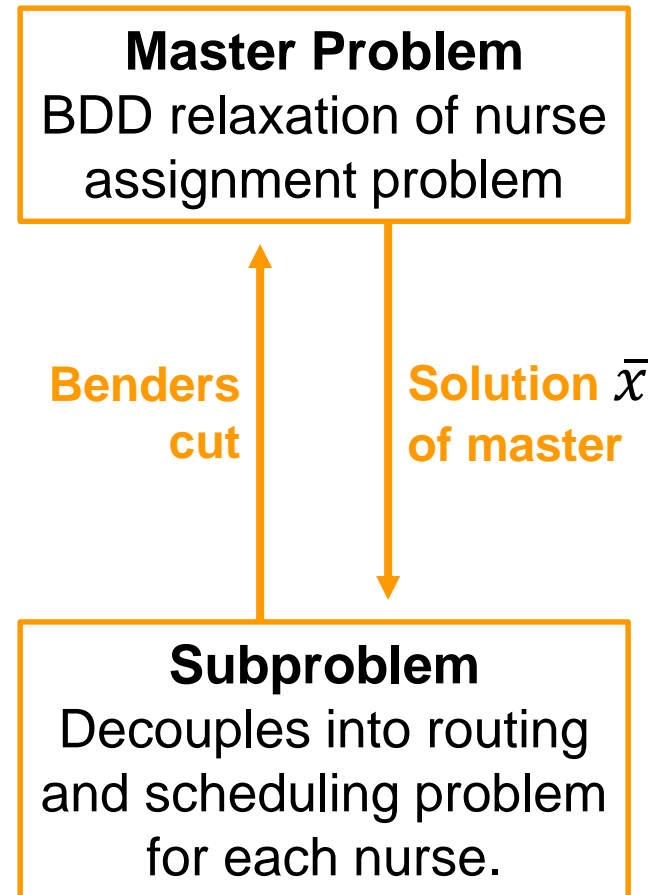 Master Problem
BDD relaxation of nurse
assignment problem
Benders
cut
Solution x̄
of master
Subproblem
Decouples into routing
and scheduling problem
for each nurse.